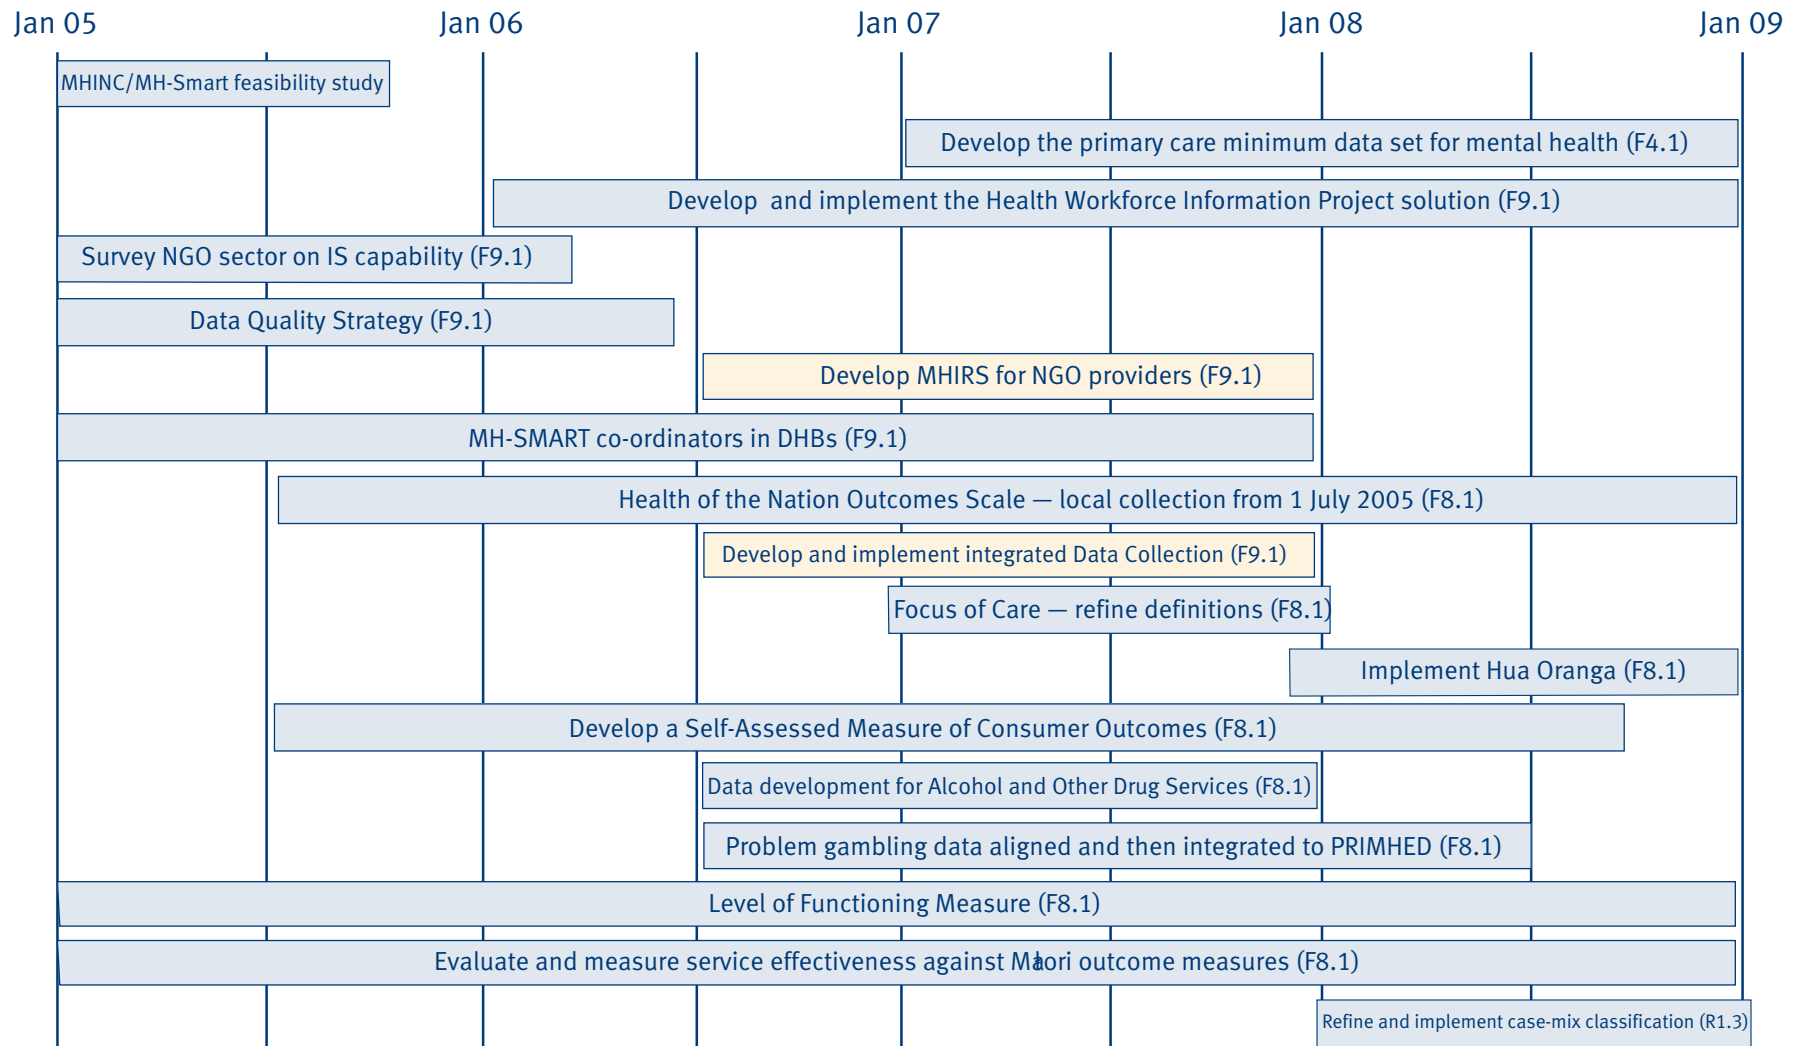 Jan 05 Jan 06 Jan 07 Jan 08 Jan 09
MHINC/MH-Smart feasibility study
Develop the primary care minimum data set for mental health (F4.1)
Develop and implement the Health Workforce Information Project solution (F9.1)
Survey NGO sector on IS capability (F9.1)
Data Quality Strategy (F9.1)
Develop MHIRS for NGO providers (F9.1)
MH-SMART co-ordinators in DHBs (F9.1)
Health of the Nation Outcomes Scale — local collection from 1 July 2005 (F8.1)
Develop and implement integrated Data Collection (F9.1)
Focus of Care — refine definitions (F8.1)
Implement Hua Oranga (F8.1)
Develop a Self-Assessed Measure of Consumer Outcomes (F8.1)
Data development for Alcohol and Other Drug Services (F8.1)
Problem gambling data aligned and then integrated to PRIMHED (F8.1)
Level of Functioning Measure (F8.1)
Evaluate and measure service effectiveness against Māori outcome measures (F8.1)
Refine and implement case-mix classification (R1.3)